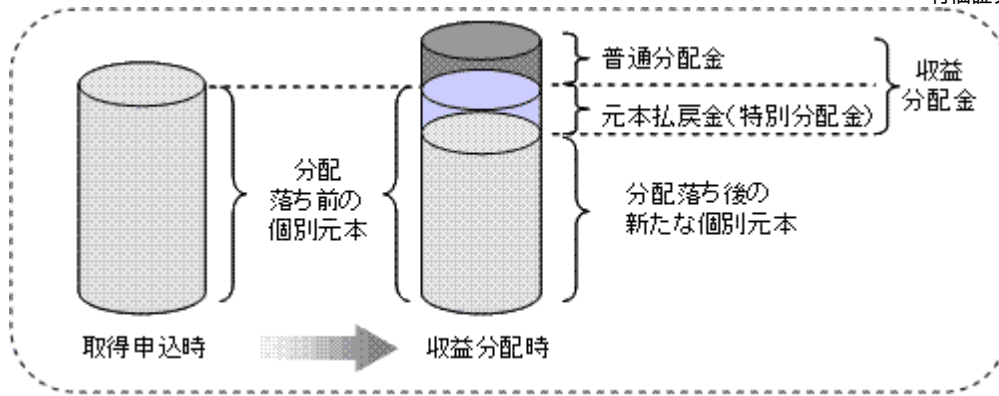 普通分配金
収益
分配金
元本払戻金(特別分配金)
分配
落ち前の
個別元本
分配落ち後の
新たな個別元本
取得申込時
収益分配時